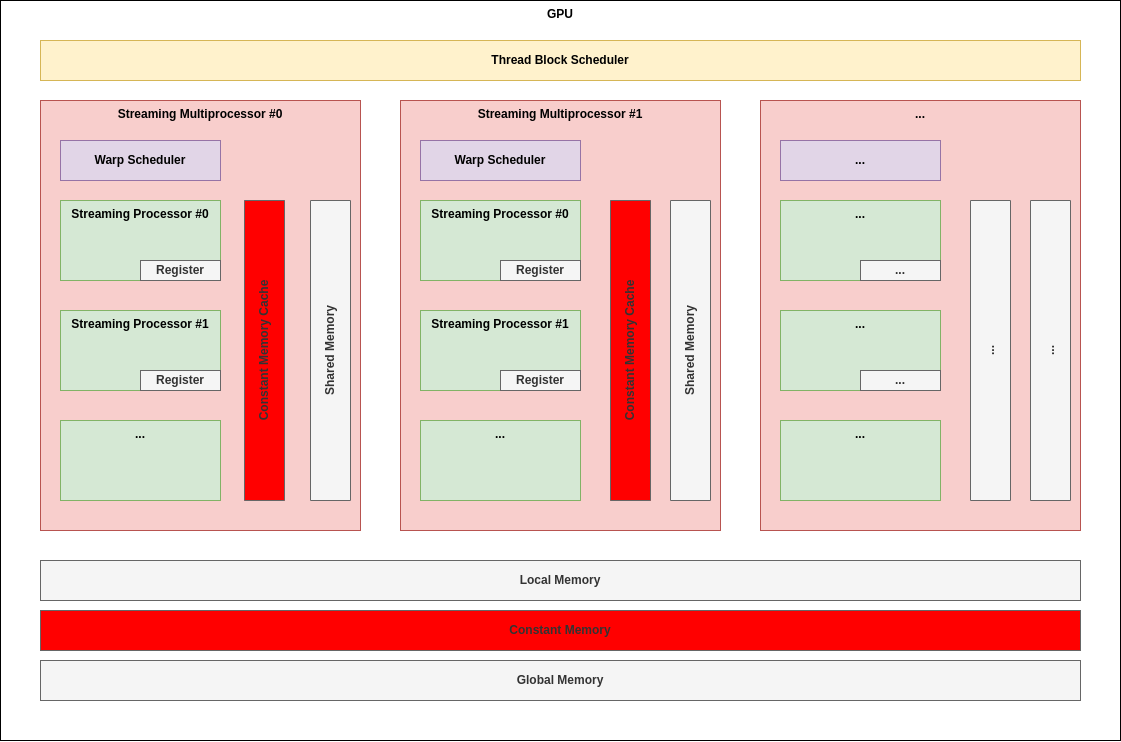 GPU
Thread Block Scheduler
Streaming Multiprocessor #0
Warp Scheduler
Streaming Processor #0
Register
Streaming Processor #1
Register
...
Constant Memory Cache
Shared Memory
Streaming Multiprocessor #1
Warp Scheduler
Streaming Processor #0
Register
Streaming Processor #1
Register
...
Constant Memory Cache
Shared Memory
...
...
...
...
...
...
...
...
...
Local Memory
Constant Memory
Global Memory